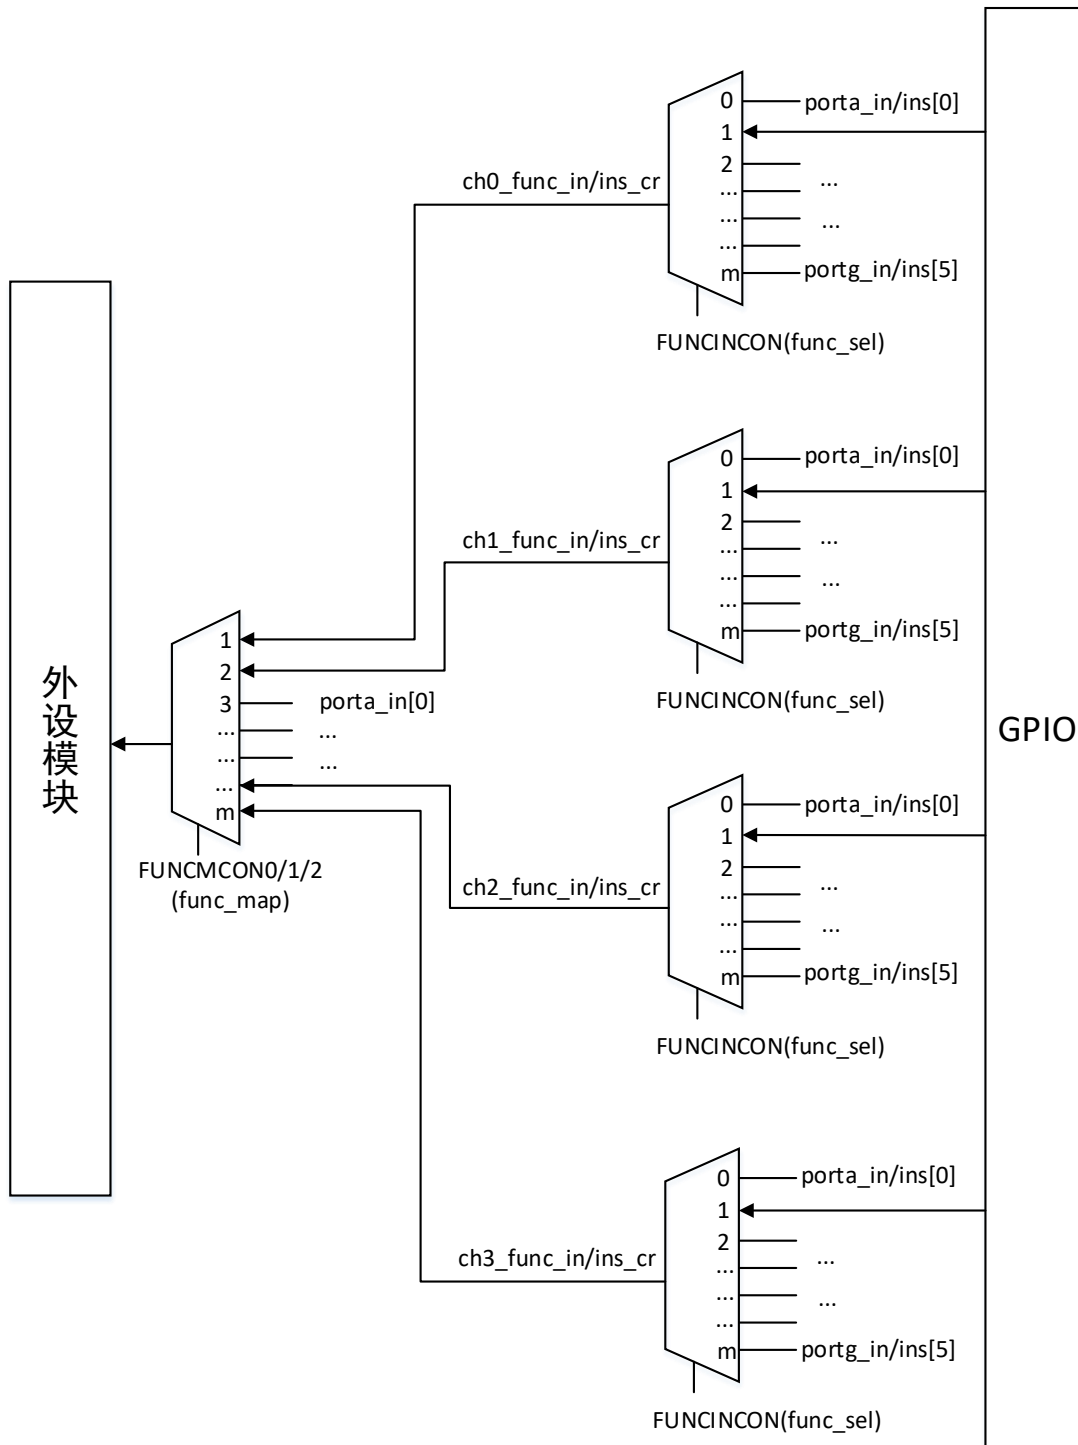 0
porta_in/ins[0]
1
2
...
...
...
...
...
m
portg_in/ins[5]
ch0_func_in/ins_cr
FUNCINCON(func_sel)
0
porta_in/ins[0]
1
2
...
...
...
...
...
m
portg_in/ins[5]
ch1_func_in/ins_cr
FUNCINCON(func_sel)
外设模块
1
2
3
porta_in[0]
...
...
...
...
...
m
FUNCMCON0/1/2
(func_map)
GPIO
0
porta_in/ins[0]
1
2
...
...
...
...
...
m
portg_in/ins[5]
ch2_func_in/ins_cr
FUNCINCON(func_sel)
0
porta_in/ins[0]
1
2
...
...
...
...
...
m
portg_in/ins[5]
ch3_func_in/ins_cr
FUNCINCON(func_sel)